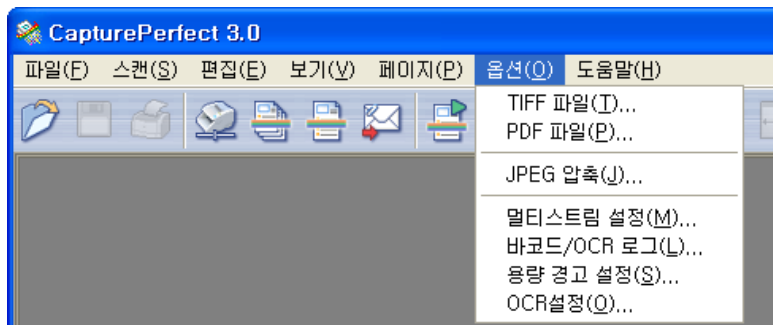 CapturePerfect 3.0
파일(F) 스캔(S) 편집(E) 보기(V) 페이지(P) 옵션(O) 도움말(H)
TIFF 파일(T)...
PDF 파일(P)...
JPEG 압축(J)...
멀티스트림 설정(M)...
바코드/OCR 로그(L)...
용량 경고 설정(S)...
OCR설정(O)...